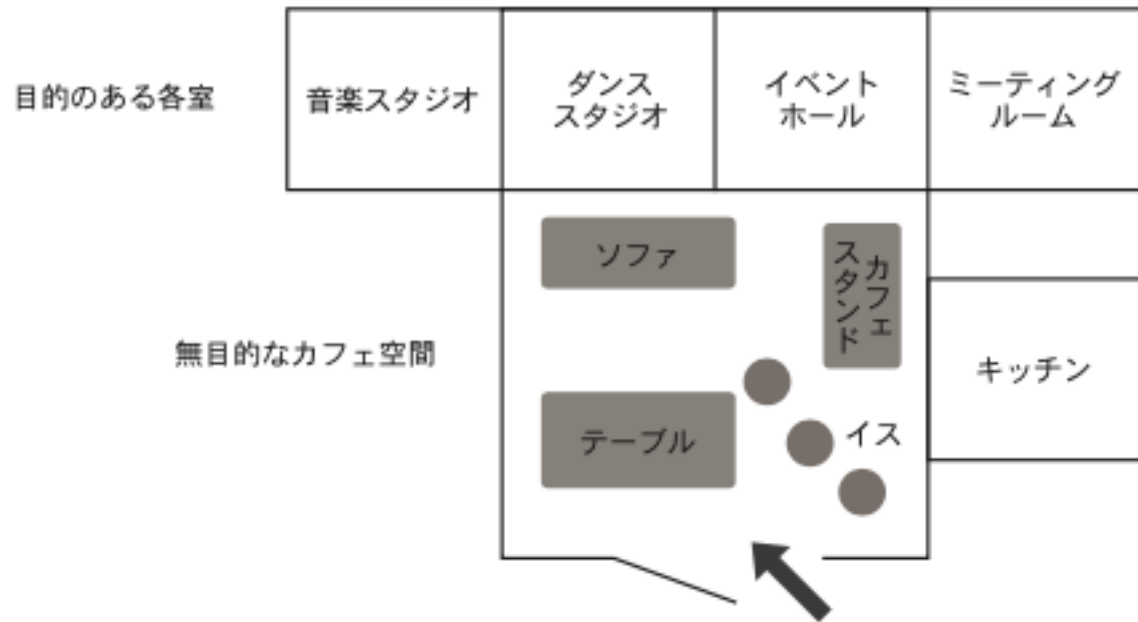 目的のある各室
音楽スタジオ
ダンス
スタジオ
イベント
ホール
ミーティング
ルーム
ソファ
カフェ
スタンド
無目的なカフェ空間
キッチン
テーブル
イス